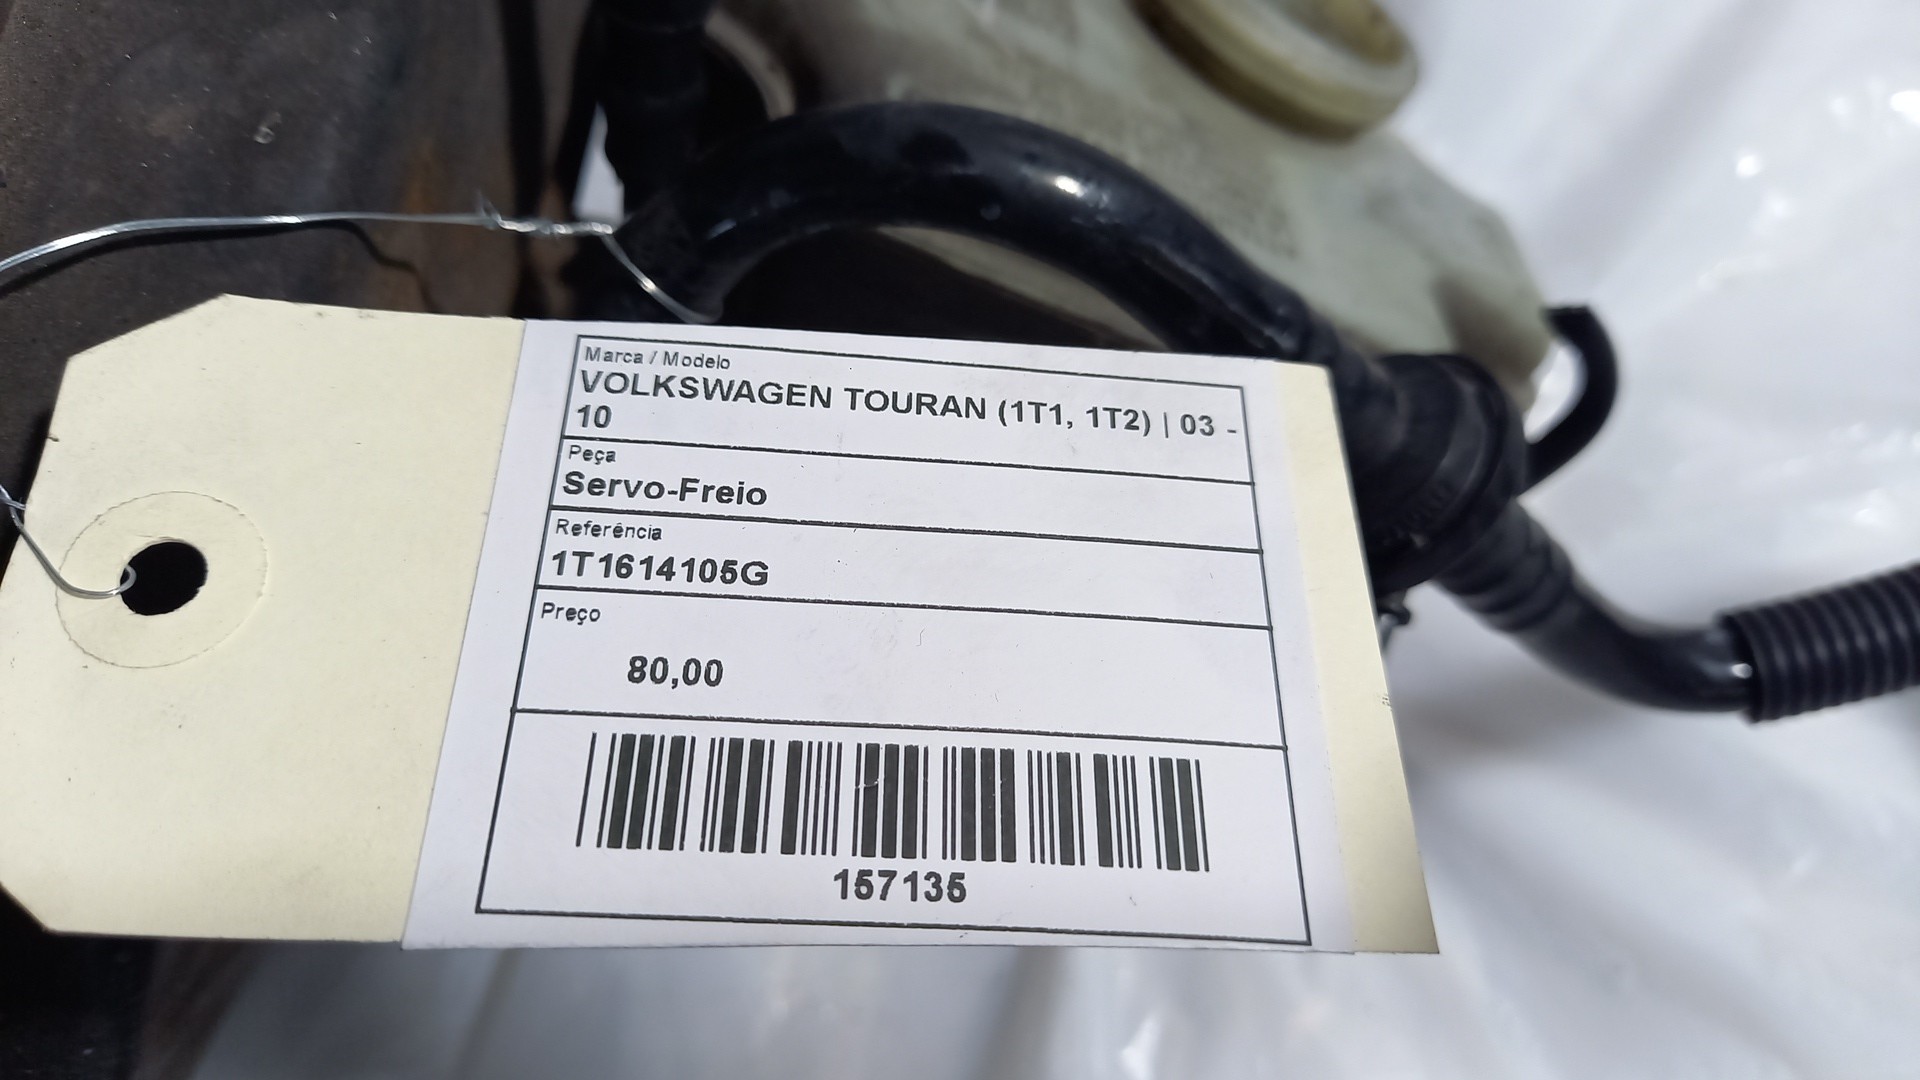 Marca / Modelo
VOLKSWAGEN TOURAN (1T1, 1T2) | 03 -
10
Peça
Servo-Freio
Referência
1T1614105G
Preço
80,00
157135